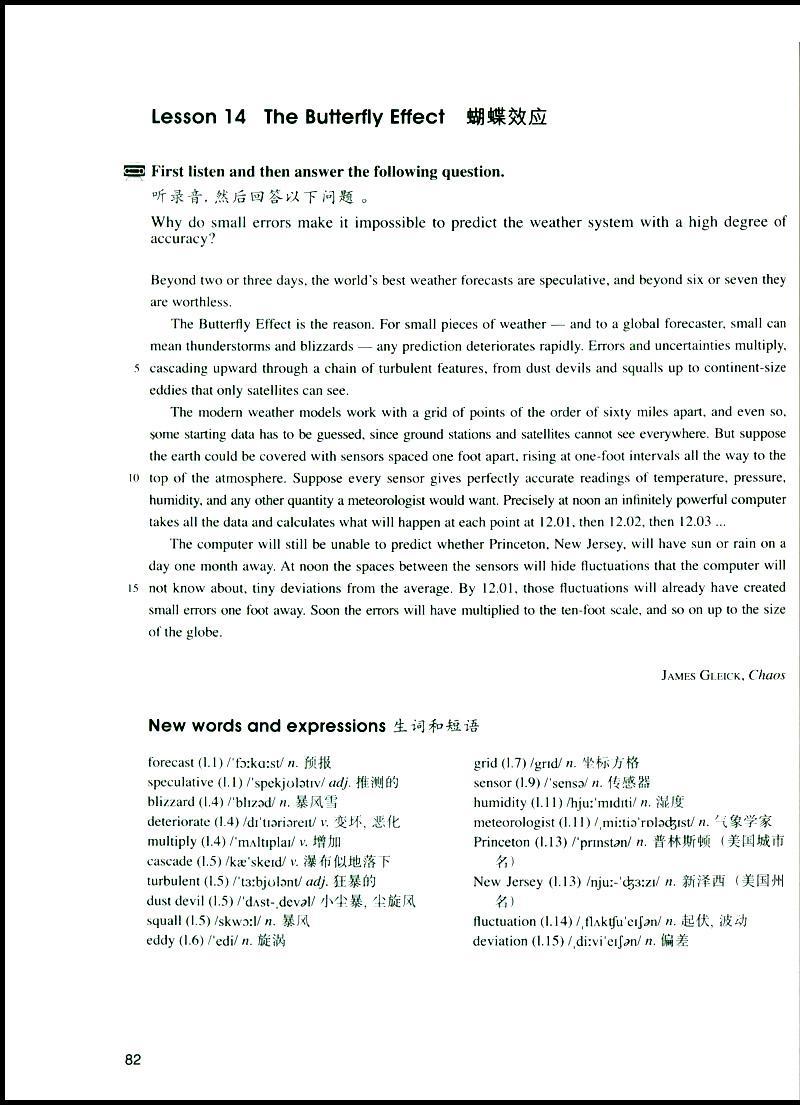 Lesson 14 The Butterfly Effect 蝴蝶效应
First listen and then answer the following question.
听录音，然后回答以下问题。
Why do small errors make it impossible to predict the weather system with a high degree of
accuracy?
Beyond two or three days, the world's best weather forecasts are speculative, and beyond six or seven they
are worthless.
The Butterfly Effect is the reason. For small pieces of weather — and to a global forecaster, small can
mean thunderstorms and blizzards — any prediction deteriorates rapidly. Errors and uncertainties multiply,
5 cascading upward through a chain of turbulent features, from dust devils and squalls up to continent-size
eddies that only satellites can see.
The modern weather models work with a grid of points of the order of sixty miles apart, and even so,
some starting data has to be guessed, since ground stations and satellites cannot see everywhere. But suppose
the earth could be covered with sensors spaced one foot apart, rising at one-foot intervals all the way to the
10 top of the atmosphere. Suppose every sensor gives perfectly accurate readings of temperature, pressure,
humidity, and any other quantity a meteorologist would want. Precisely at noon an infinitely powerful computer
takes all the data and calculates what will happen at each point at 12.01, then 12.02, then 12.03 ...
The computer will still be unable to predict whether Princeton, New Jersey, will have sun or rain on a
day one month away. At noon the spaces between the sensors will hide fluctuations that the computer will
15 not know about, tiny deviations from the average. By 12.01, those fluctuations will already have created
small errors one foot away. Soon the errors will have multiplied to the ten-foot scale, and so on up to the size
of the globe.
JAMES GLEICK, Chaos
New words and expressions 生词和短语
forecast (l.1) /ˈfɔːkɑːst/ n. 预报
speculative (l.1) /ˈspekjʊlətɪv/ adj. 推测的
blizzard (l.4) /ˈblɪzəd/ n. 暴风雪
deteriorate (l.4) /dɪˈtɪərɪəreɪt/ v. 变坏，恶化
multiply (l.4) /ˈmʌltɪplaɪ/ v. 增加
cascade (l.5) /kæˈskeɪd/ v. 瀑布似地落下
turbulent (l.5) /ˈtɜːbjʊlənt/ adj. 狂暴的
dust devil (l.5) /ˈdʌst-ˌdevəl/ 小尘暴，尘旋风
squall (l.5) /skwɔːl/ n. 暴风
eddy (l.6) /ˈedi/ n. 旋涡
grid (l.7) /grɪd/ n. 坐标方格
sensor (l.9) /ˈsensə/ n. 传感器
humidity (l.11) /hjuːˈmɪdɪti/ n. 湿度
meteorologist (l.11) /ˌmiːtiəˈrɒlədʒɪst/ n. 气象学家
Princeton (l.13) /ˈprɪnstən/ n. 普林斯顿（美国城市
名）
New Jersey (l.13) /njuː-ˈdʒɜːzɪ/ n. 新泽西（美国州
名）
fluctuation (l.14) /ˌflʌktʃuˈeɪʃən/ n. 起伏，波动
deviation (l.15) /ˌdiːviˈeɪʃən/ n. 偏差
82